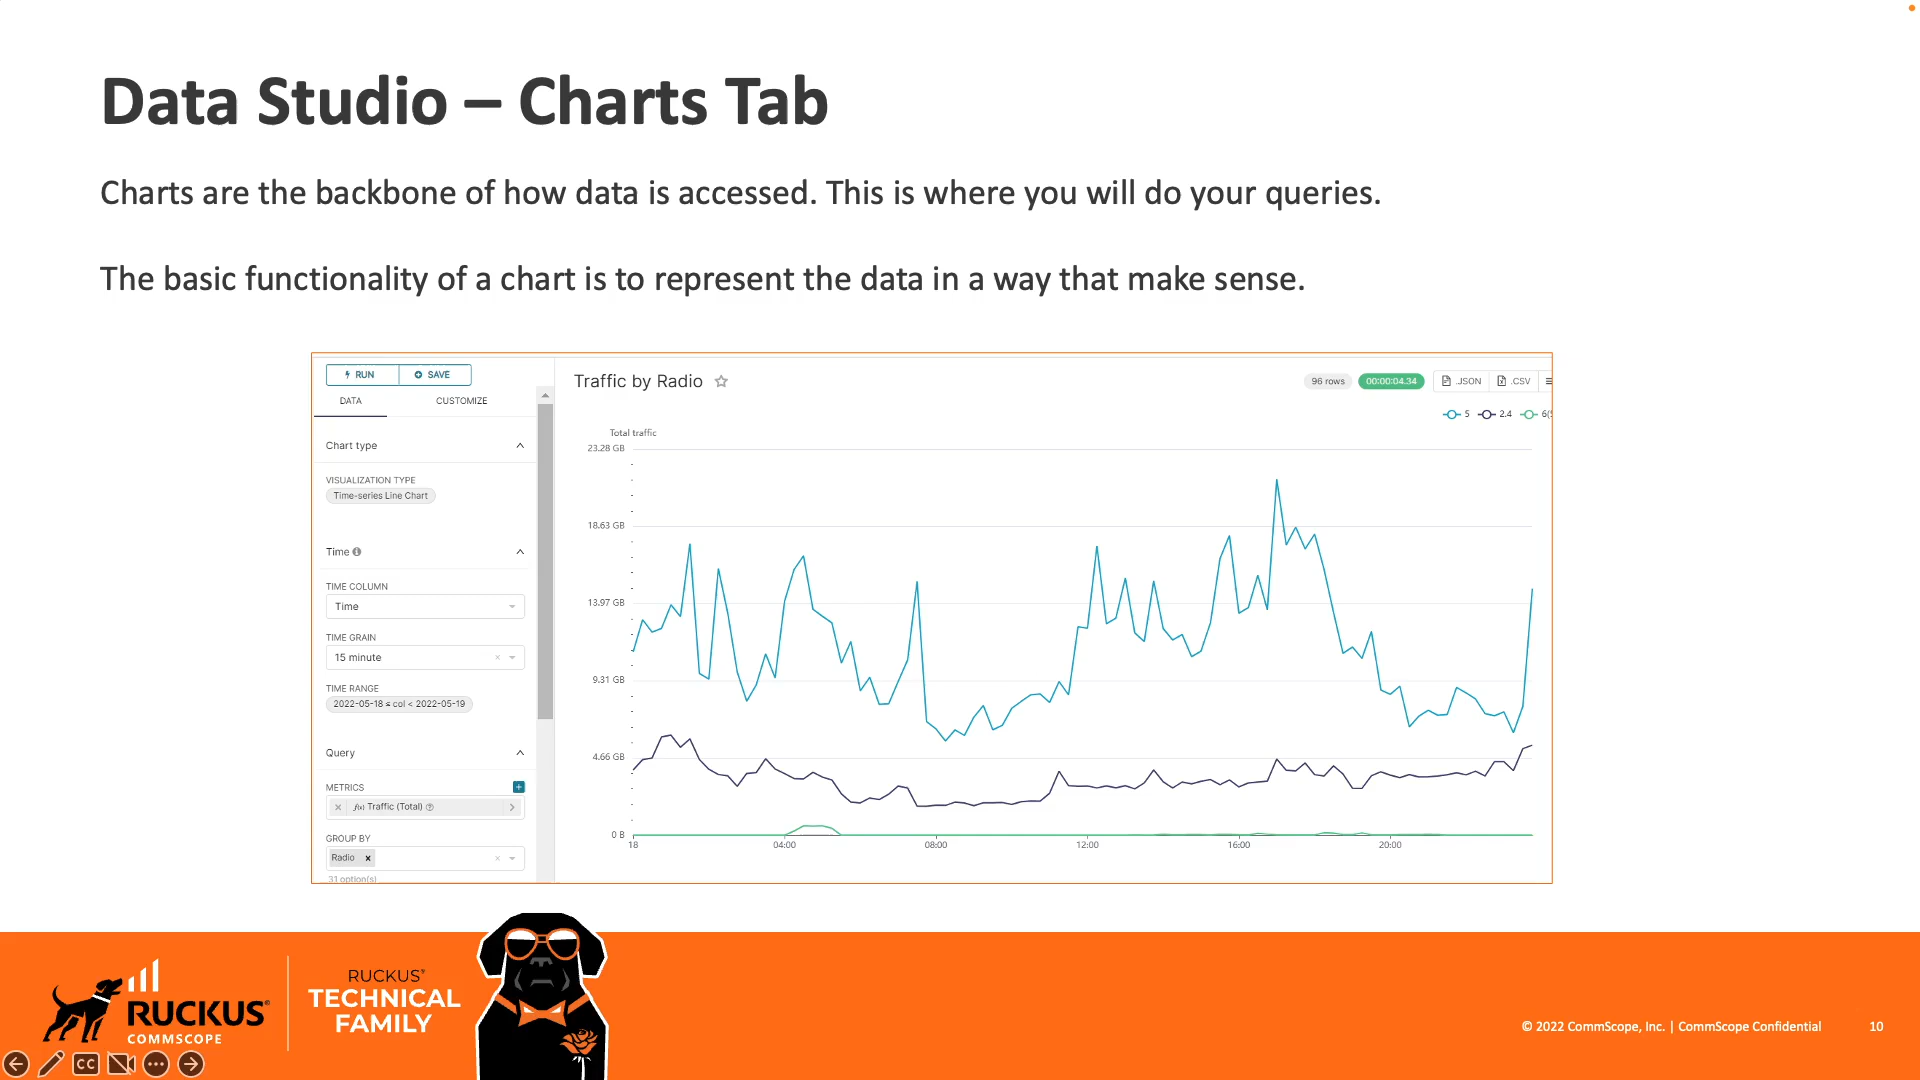 Data Studio – Charts Tab
Charts are the backbone of how data is accessed. This is where you will do your queries.
The basic functionality of a chart is to represent the data in a way that make sense.
RUN
SAVE
DATA
CUSTOMIZE
Chart type
VISUALIZATION TYPE
Time-series Line Chart
Time
TIME COLUMN
Time
TIME GRAIN
15 minute
TIME RANGE
2022-05-18 ≤ col < 2022-05-19
Query
METRICS
f(x) Traffic (Total)
GROUP BY
Radio
31 option(s)
Traffic by Radio
96 rows
00:00:04.34
.JSON
.CSV
5
2.4
Total traffic
23.28 GB
18.63 GB
13.97 GB
9.31 GB
4.66 GB
0 B
18
04:00
08:00
12:00
16:00
20:00
RUCKUS®
COMMSCOPE
RUCKUS®
TECHNICAL
FAMILY
© 2022 CommScope, Inc. | CommScope Confidential
10
CC